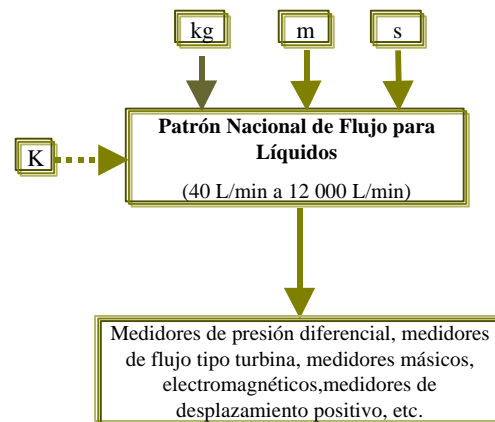 kg
m
s
Patrón Nacional de Flujo para
Líquidos
(40 L/min a 12 000 L/min)
K
Medidores de presión diferencial, medidores
de flujo tipo turbina, medidores másicos,
electromagnéticos,medidores de
desplazamiento positivo, etc.